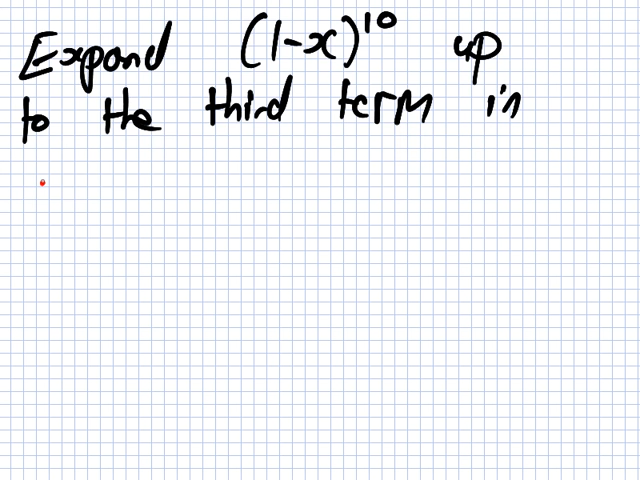 Expand (1-x)^10 up
to the third term in